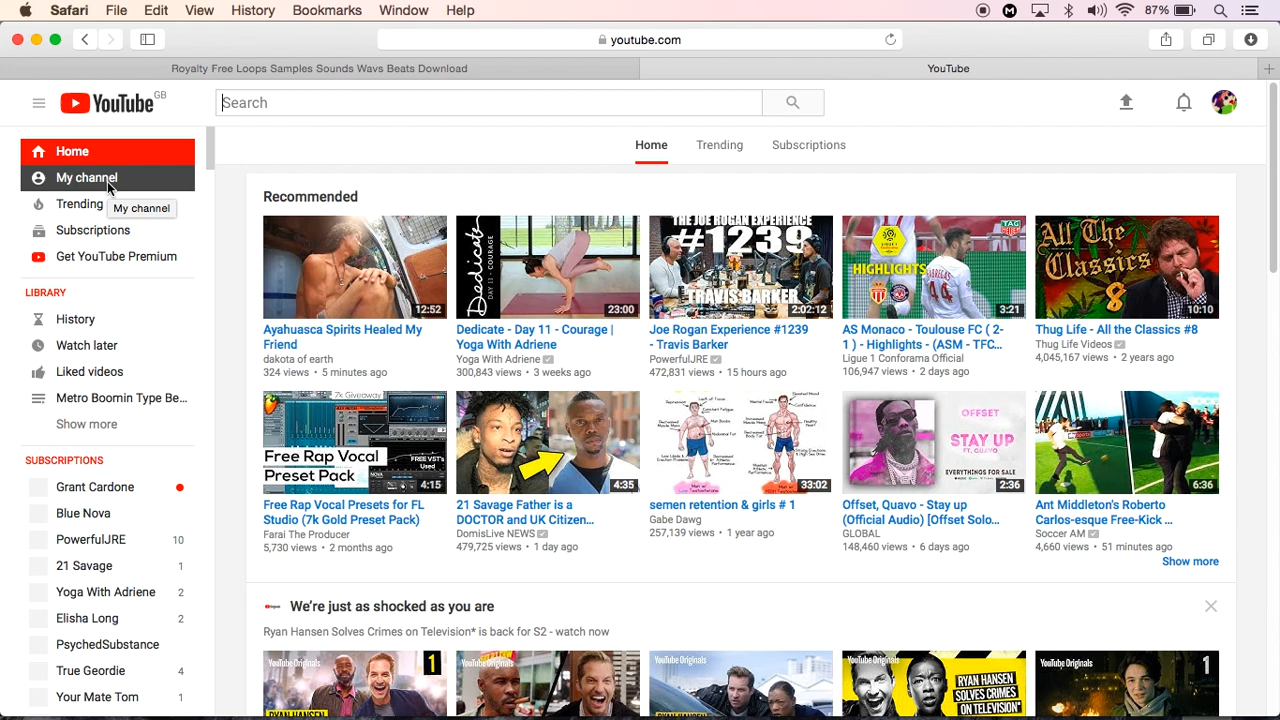 Safari File Edit View History Bookmarks Window Help
87%
youtube.com
Royalty Free Loops Samples Sounds Wavs Beats Download
YouTube
YouTube GB
Search
Home
My channel
Trending
My channel
Subscriptions
Get YouTube Premium
LIBRARY
History
Watch later
Liked videos
Metro Boomin Type Be...
Show more
SUBSCRIPTIONS
Grant Cardone
Blue Nova
PowerfulJRE 10
21 Savage 1
Yoga With Adriene 2
Elisha Long 2
PsychedSubstance
True Geordie 4
Your Mate Tom 1
Home Trending Subscriptions
Recommended
12:52
Ayahuasca Spirits Healed My
Friend
dakota of earth
324 views • 5 minutes ago
Dedicate
DAY 11 - COURAGE
23:00
Dedicate - Day 11 - Courage |
Yoga With Adriene
Yoga With Adriene
300,843 views • 3 weeks ago
THE JOE ROGAN EXPERIENCE
#1239
TRAVIS BARKER
2:02:12
Joe Rogan Experience #1239
- Travis Barker
PowerfulJRE
472,831 views • 15 hours ago
HIGHLIGHTS
44
3:21
AS Monaco - Toulouse FC ( 2-
1 ) - Highlights - (ASM - TFC...
Ligue 1 Conforama Official
106,947 views • 2 days ago
All The
Classics
8
10:10
Thug Life - All the Classics #8
Thug Life Videos
4,045,167 views • 2 years ago
7k Giveaway
Free Rap Vocal
Preset Pack
FREE VST's
Used
4:15
Free Rap Vocal Presets for FL
Studio (7k Gold Preset Pack)
Farai The Producer
5,730 views • 2 months ago
4:35
21 Savage Father is a
DOCTOR and UK Citizen...
DomisLive NEWS
479,725 views • 1 day ago
33:02
semen retention & girls # 1
Gabe Dawg
257,139 views • 1 year ago
OFFSET
STAY UP
FT. QUAVO
EVERYTHINGS FOR SALE
2:36
Offset, Quavo - Stay up
(Official Audio) [Offset Solo...
GLOBAL
148,460 views • 6 days ago
6:36
Ant Middleton's Roberto
Carlos-esque Free-Kick ...
Soccer AM
4,660 views • 51 minutes ago
Show more
We're just as shocked as you are
Ryan Hansen Solves Crimes on Television* is back for S2 - watch now
YouTube Originals
1
RYAN HANSEN
YouTube Originals
YouTube Originals
YouTube Originals
RYAN HANSEN
SOLVES CRIMES
ON TELEVISION*
YouTube Originals
1